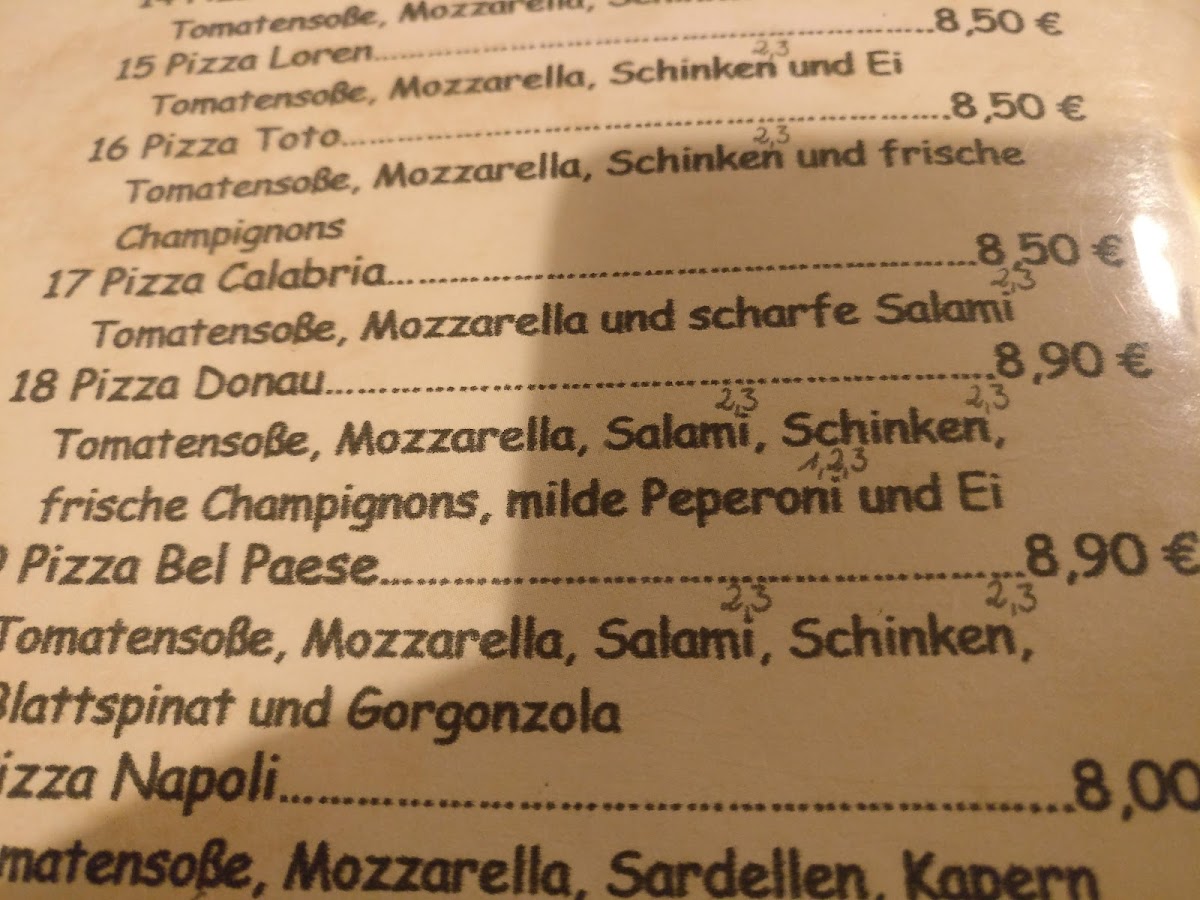 Tomatensoße, Mozzarella,
15 Pizza Loren........8,50 €
2,3
Tomatensoße, Mozzarella, Schinken und Ei
16 Pizza Toto........8,50 €
2,3
Tomatensoße, Mozzarella, Schinken und frische
Champignons
17 Pizza Calabria........8,50 €
2,3
Tomatensoße, Mozzarella und scharfe Salami
18 Pizza Donau........8,90 €
2,3 2,3
Tomatensoße, Mozzarella, Salami, Schinken,
1,2,3
frische Champignons, milde Peperoni und Ei
Pizza Bel Paese........8,90 €
2,3 2,3
Tomatensoße, Mozzarella, Salami, Schinken,
Blattspinat und Gorgonzola
izza Napoli........8,00
matensoße, Mozzarella, Sardellen, Kapern